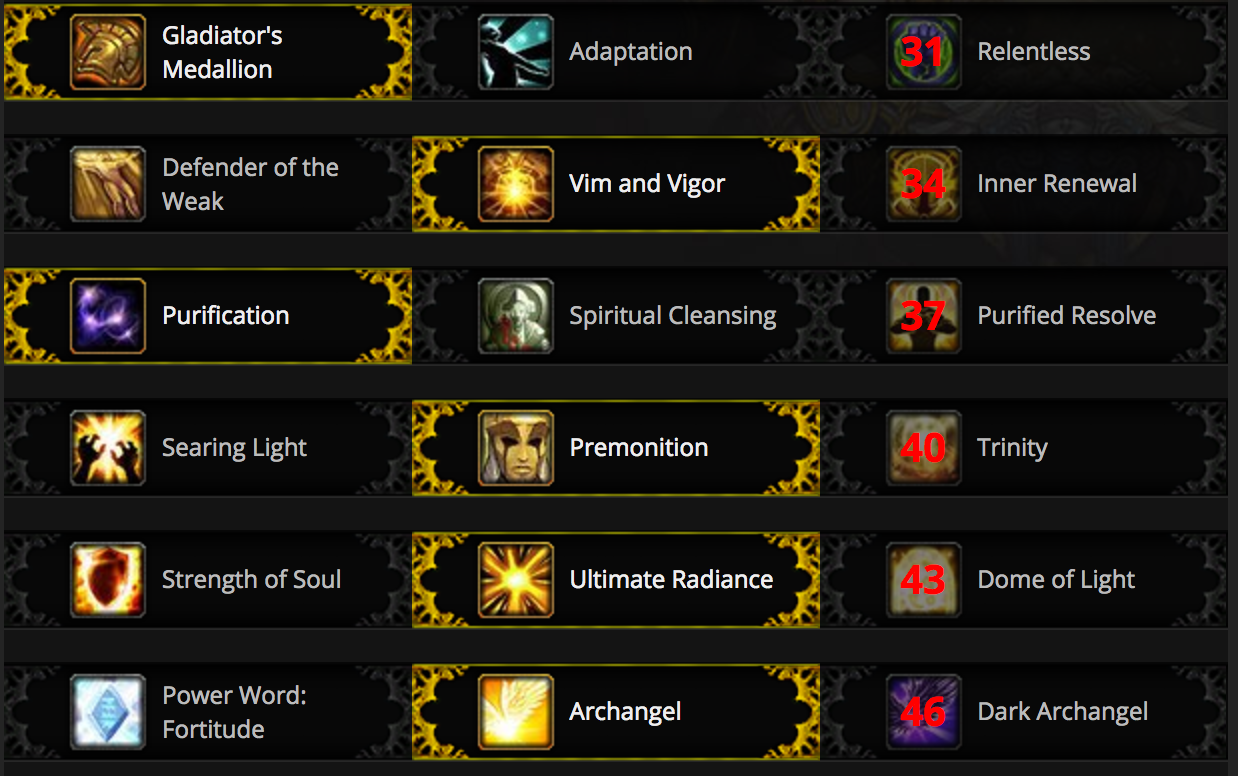 Gladiator's
Medallion
Adaptation
31
Relentless
Defender of the
Weak
Vim and Vigor
34
Inner Renewal
Purification
Spiritual Cleansing
37
Purified Resolve
Searing Light
Premonition
40
Trinity
Strength of Soul
Ultimate Radiance
43
Dome of Light
Power Word:
Fortitude
Archangel
46
Dark Archangel